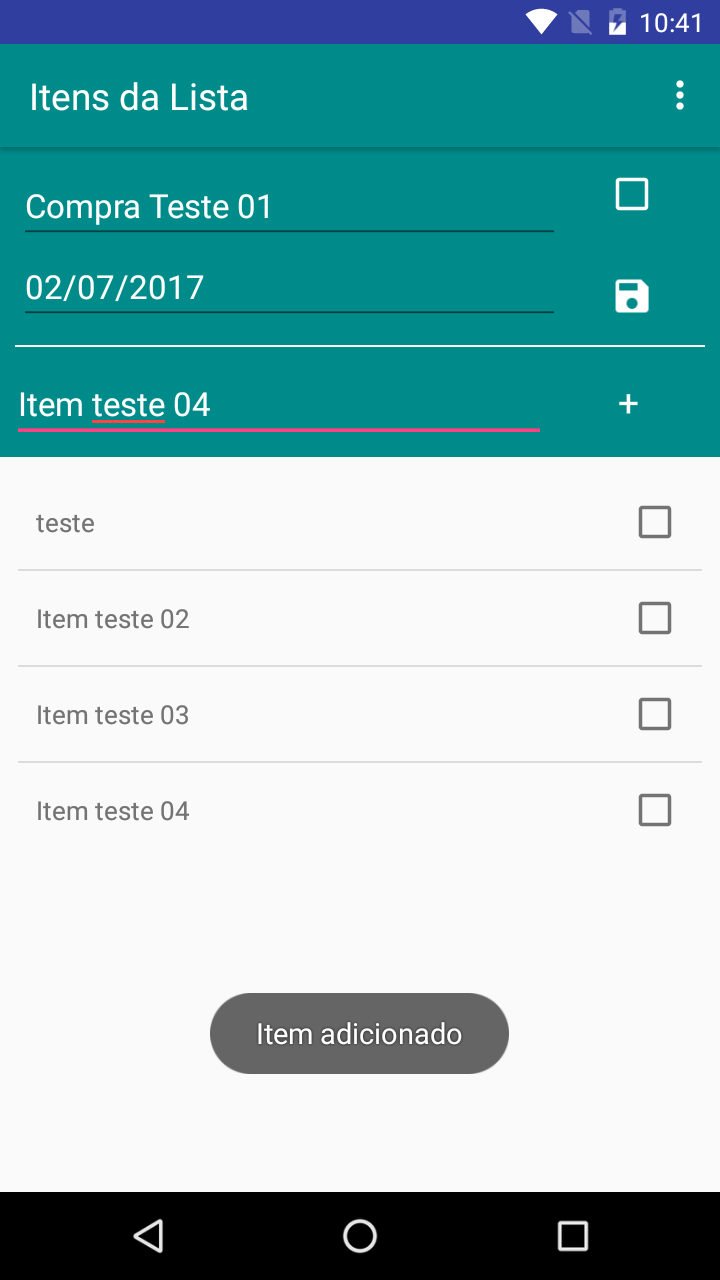 10:41
Itens da Lista
Compra Teste 01
02/07/2017
Item teste 04
+
teste
Item teste 02
Item teste 03
Item teste 04
Item adicionado